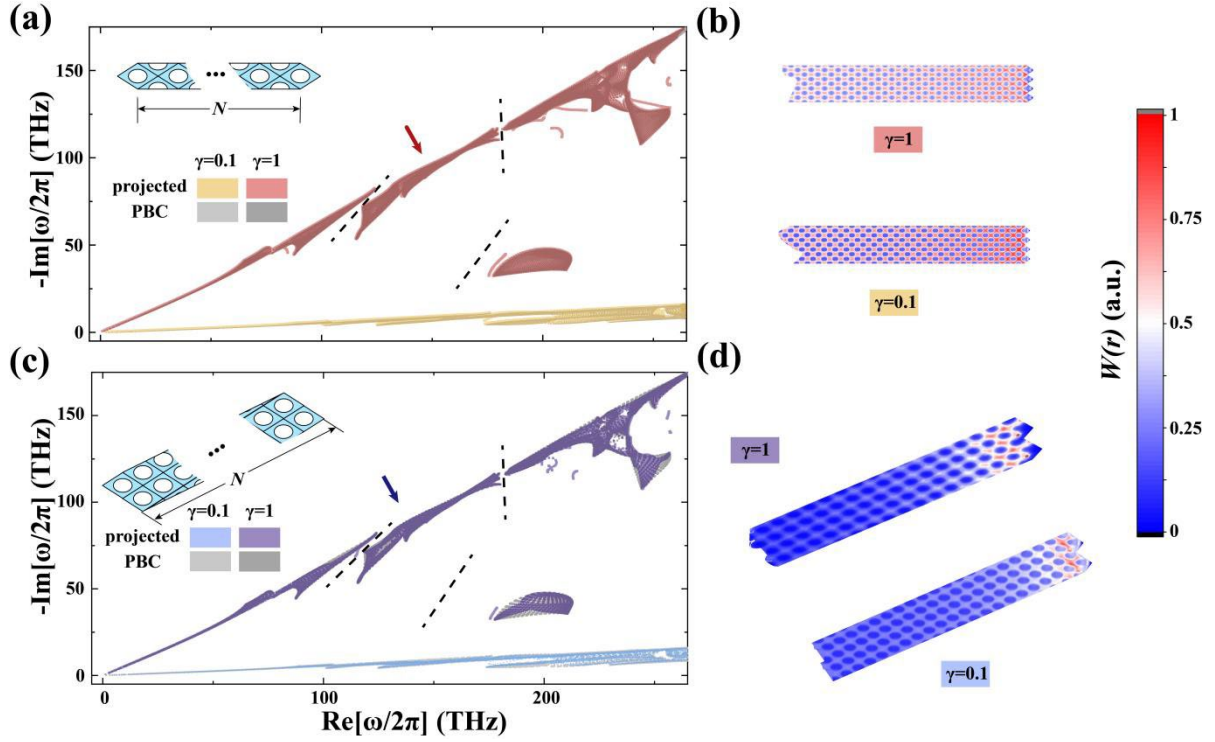 (a)
-Im[ω/2π] (THz)
150
100
50
0
N
γ=0.1 γ=1
projected
PBC
(b)
γ=1
γ=0.1
(c)
-Im[ω/2π] (THz)
150
100
50
0
N
γ=0.1 γ=1
projected
PBC
0 100 200
Re[ω/2π] (THz)
(d)
γ=1
γ=0.1
1
0.75
0.5
0.25
0
W(r) (a.u.)